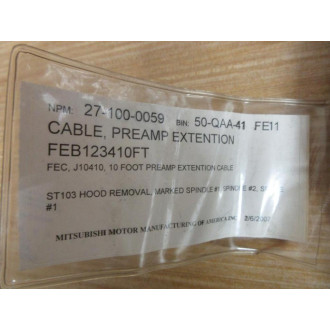 NPM: 27-100-0059 BIN: 50-QAA-41 FE11
CABLE, PREAMP EXTENTION
FEB123410FT
FEC, J10410, 10 FOOT PREAMP EXTENTION CABLE
ST103 HOOD REMOVAL, MARKED SPINDLE #1, SPINDLE #2,
#1
MITSUBISHI MOTOR MANUFACTURING OF AMERICA INC.